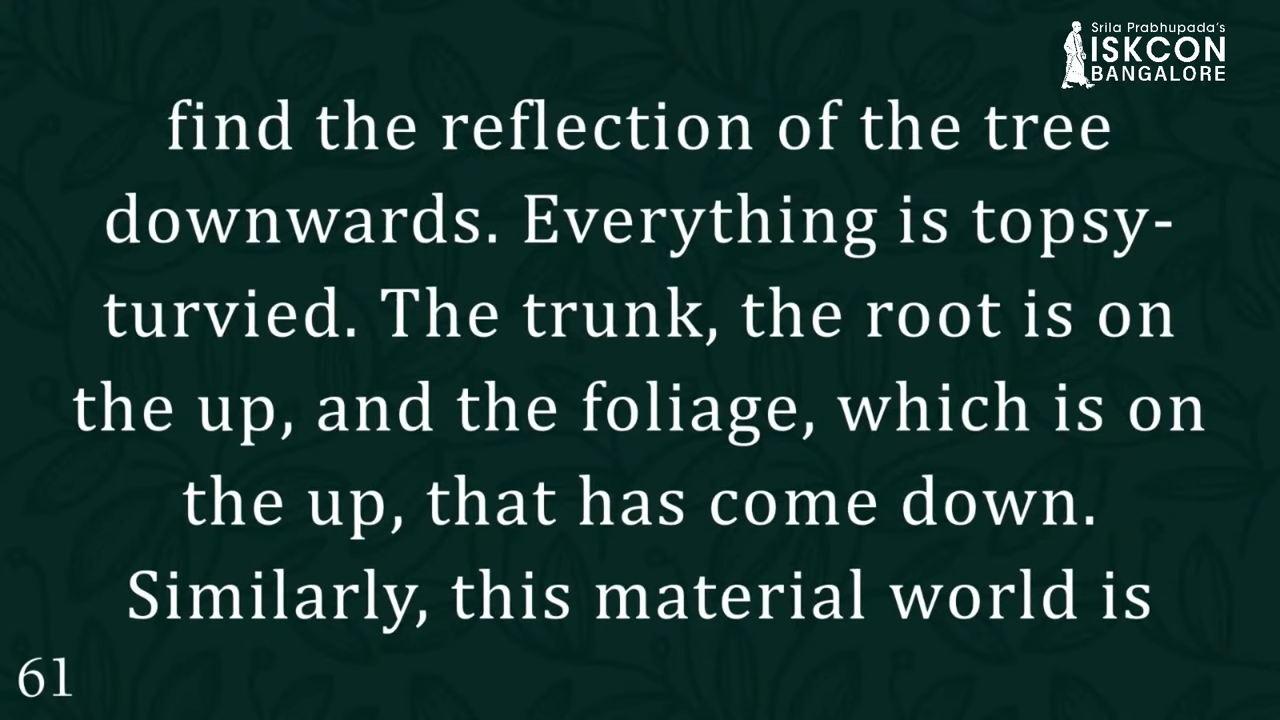 Srila Prabhupada's
ISKCON
BANGALORE
find the reflection of the tree
downwards. Everything is topsy-
turvied. The trunk, the root is on
the up, and the foliage, which is on
the up, that has come down.
Similarly, this material world is
61